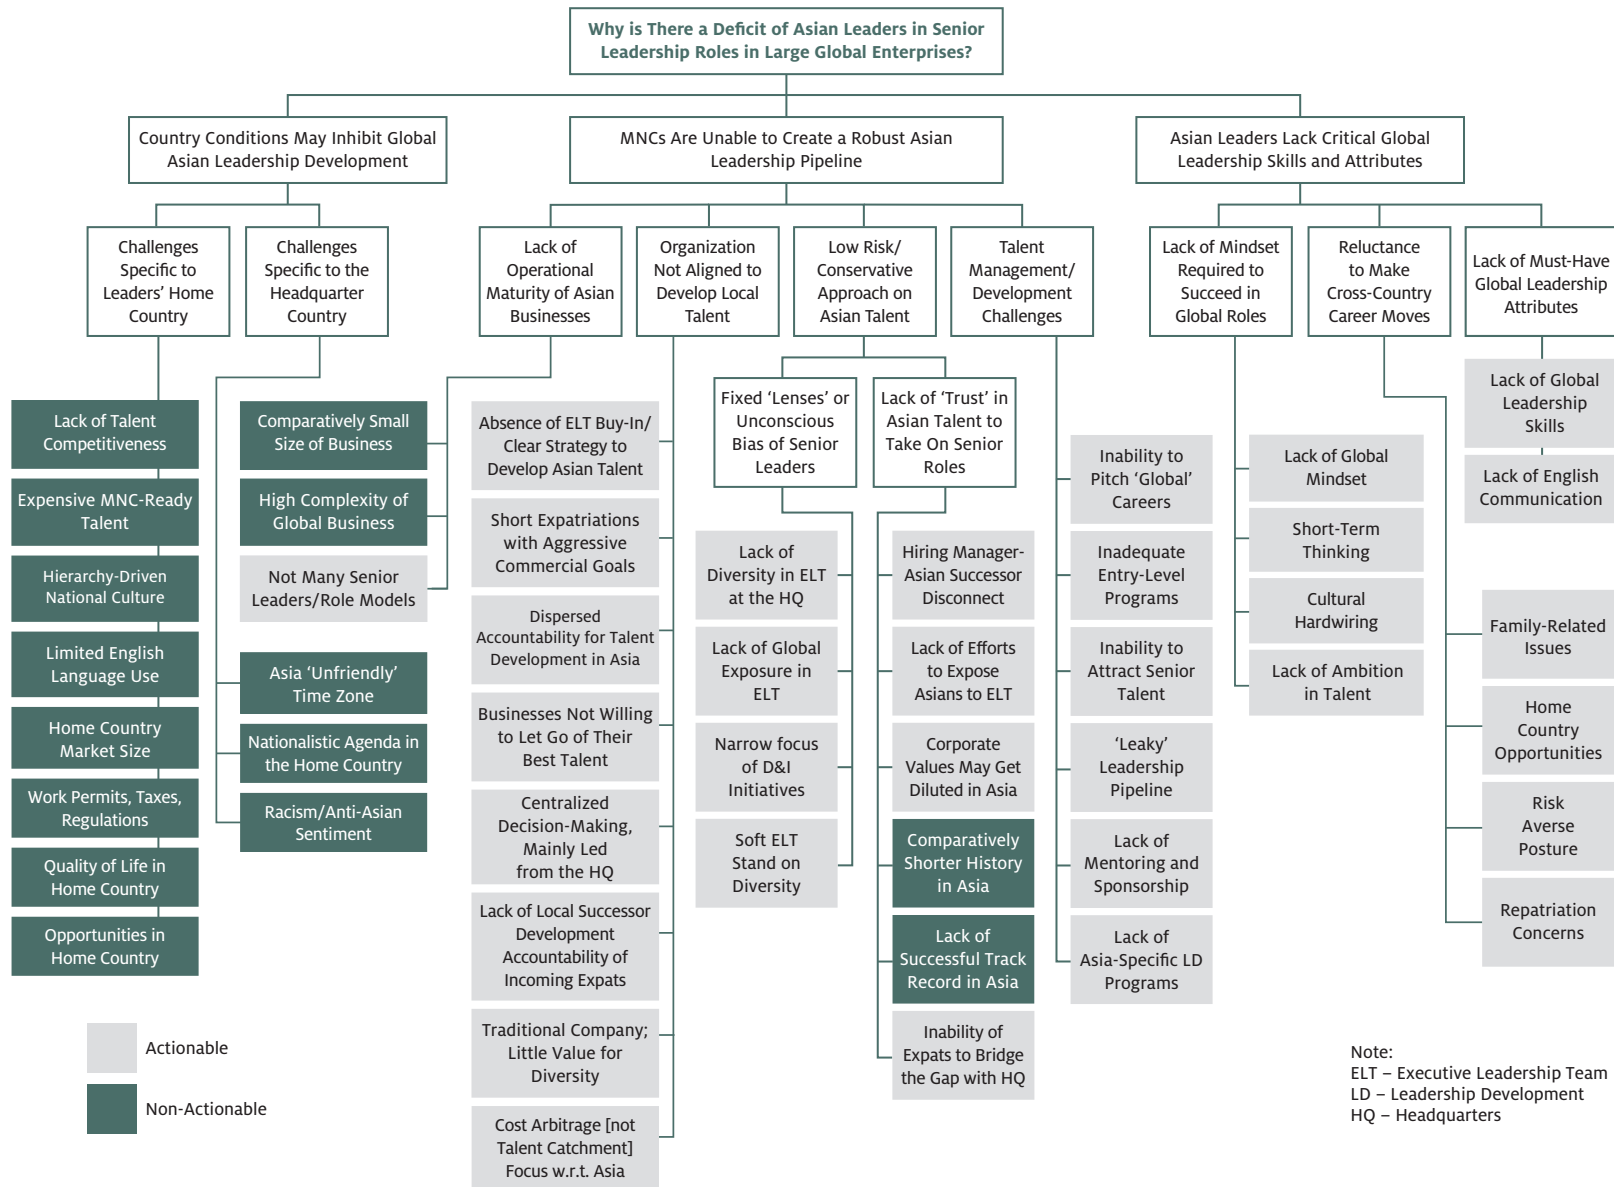 Why is There a Deficit of Asian Leaders in Senior
Leadership Roles in Large Global Enterprises?
Country Conditions May Inhibit Global
Asian Leadership Development
MNCs Are Unable to Create a Robust Asian
Leadership Pipeline
Asian Leaders Lack Critical Global
Leadership Skills and Attributes
Challenges
Specific to
Leaders’ Home
Country
Challenges
Specific to the
Headquarter
Country
Lack of
Operational
Maturity of Asian
Businesses
Organization
Not Aligned to
Develop Local
Talent
Low Risk/
Conservative
Approach on
Asian Talent
Talent
Management/
Development
Challenges
Lack of Mindset
Required to
Succeed in
Global Roles
Reluctance
to Make
Cross-Country
Career Moves
Lack of Must-Have
Global Leadership
Attributes
Lack of Talent
Competitiveness
Expensive MNC-Ready
Talent
Hierarchy-Driven
National Culture
Limited English
Language Use
Home Country
Market Size
Work Permits, Taxes,
Regulations
Quality of Life in
Home Country
Opportunities in
Home Country
Comparatively Small
Size of Business
High Complexity of
Global Business
Not Many Senior
Leaders/Role Models
Asia ‘Unfriendly’
Time Zone
Nationalistic Agenda in
the Home Country
Racism/Anti-Asian
Sentiment
Absence of ELT Buy-In/
Clear Strategy to
Develop Asian Talent
Short Expatriations
with Aggressive
Commercial Goals
Dispersed
Accountability for Talent
Development in Asia
Businesses Not Willing
to Let Go of Their
Best Talent
Centralized
Decision-Making,
Mainly Led
from the HQ
Lack of Local Successor
Development
Accountability of
Incoming Expats
Traditional Company;
Little Value for
Diversity
Cost Arbitrage [not
Talent Catchment]
Focus w.r.t. Asia
Fixed ‘Lenses’ or
Unconscious
Bias of Senior
Leaders
Lack of ‘Trust’ in
Asian Talent to
Take On Senior
Roles
Lack of
Diversity in ELT
at the HQ
Lack of Global
Exposure in
ELT
Narrow focus
of D&I
Initiatives
Soft ELT
Stand on
Diversity
Hiring Manager-
Asian Successor
Disconnect
Lack of Efforts
to Expose
Asians to ELT
Corporate
Values May Get
Diluted in Asia
Comparatively
Shorter History
in Asia
Lack of
Successful Track
Record in Asia
Inability of
Expats to Bridge
the Gap with HQ
Inability to
Pitch ‘Global’
Careers
Inadequate
Entry-Level
Programs
Inability to
Attract Senior
Talent
‘Leaky’
Leadership
Pipeline
Lack of
Mentoring and
Sponsorship
Lack of
Asia-Specific LD
Programs
Lack of Global
Mindset
Short-Term
Thinking
Cultural
Hardwiring
Lack of Ambition
in Talent
Lack of Global
Leadership
Skills
Lack of English
Communication
Family-Related
Issues
Home
Country
Opportunities
Risk
Averse
Posture
Repatriation
Concerns
Actionable
Non-Actionable
Note:
ELT – Executive Leadership Team
LD – Leadership Development
HQ – Headquarters